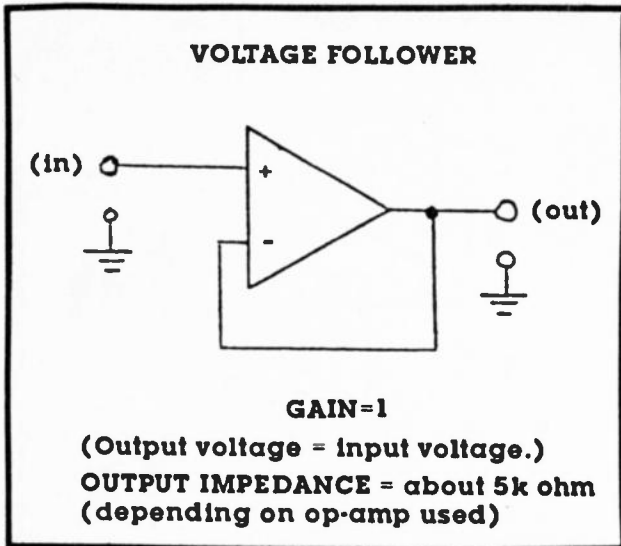 VOLTAGE FOLLOWER
(in)
+
-
(out)
GAIN=1
(Output voltage = input voltage.)
OUTPUT IMPEDANCE = about 5k ohm
(depending on op-amp used)